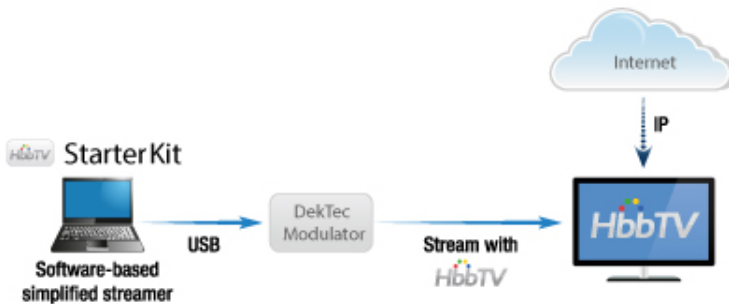 Internet
IP
HbbTV StarterKit
DekTec
Modulator
HbbTV
USB
Stream with
HbbTV
Software-based
simplified streamer